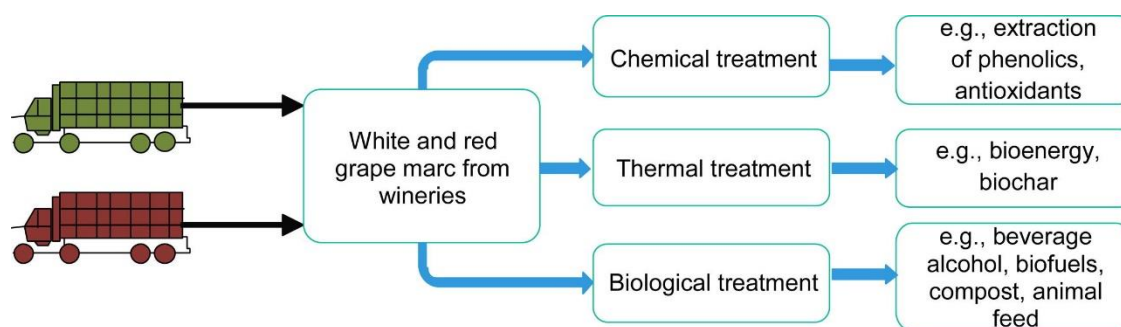 White and red
grape marc from
wineries
Chemical treatment
e.g., extraction
of phenolics,
antioxidants
Thermal treatment
e.g., bioenergy,
biochar
Biological treatment
e.g., beverage
alcohol, biofuels,
compost, animal
feed